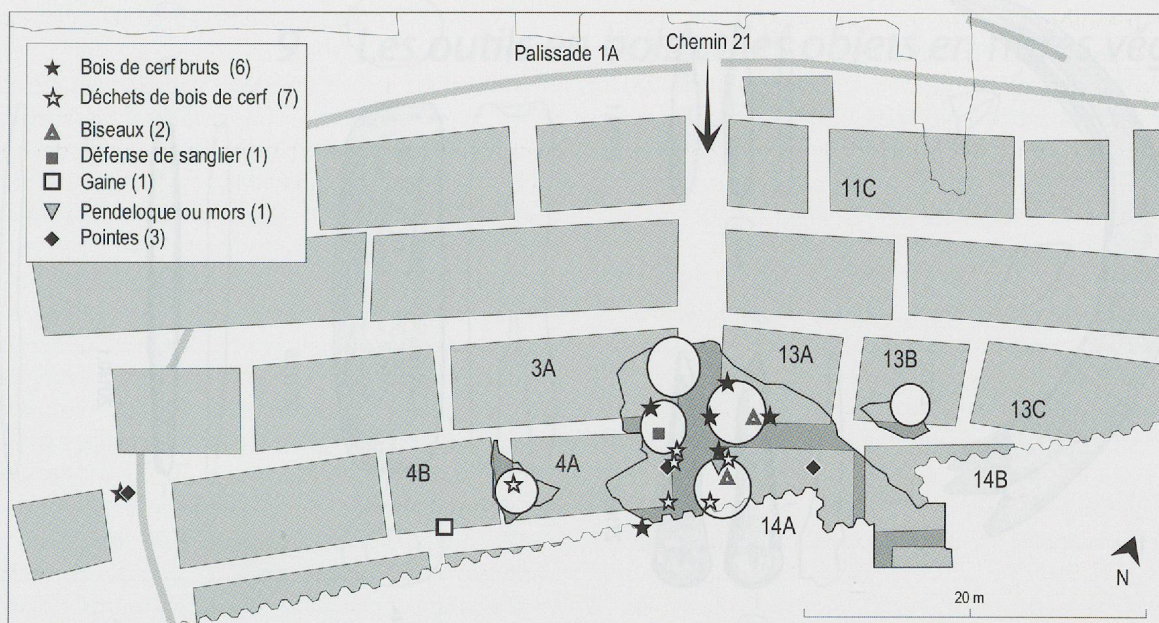 Palissade 1A
Chemin 21
Bois de cerf bruts (6)
Déchets de bois de cerf (7)
Biseaux (2)
Défense de sanglier (1)
Gaine (1)
Pendeloque ou mors (1)
Pointes (3)
11C
3A
13A
13B
13C
4B
4A
14B
14A
N
20 m